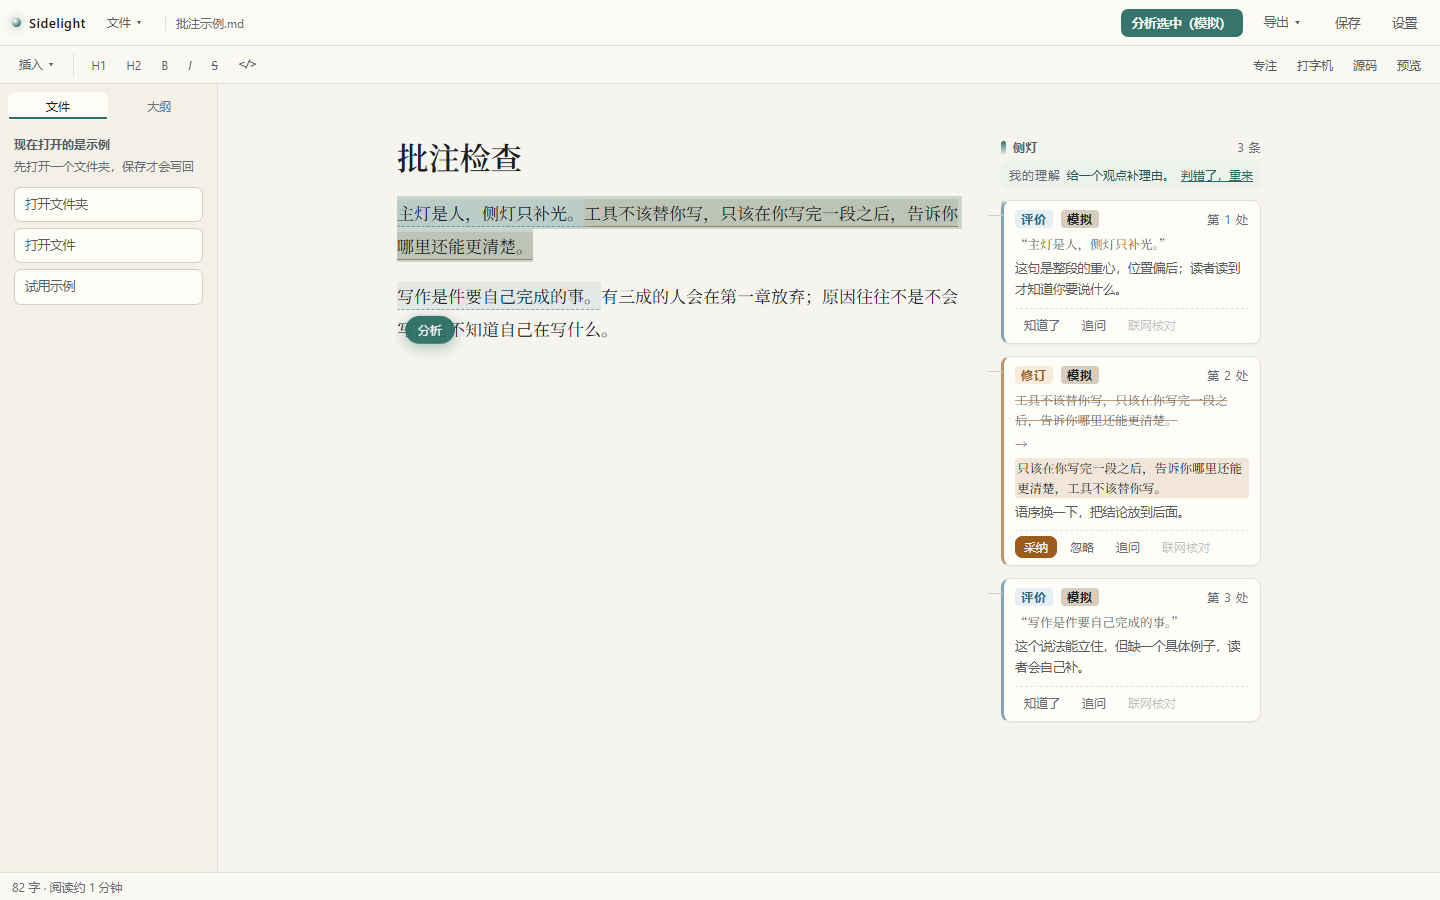 Sidelight 文件 ▾ 批注示例.md 分析选中（模拟） 导出 ▾ 保存 设置
插入 ▾ H1 H2 B I S </> 专注 打字机 源码 预览
文件 大纲
现在打开的是示例
先打开一个文件夹，保存才会写回
打开文件夹
打开文件
试用示例
批注检查
主灯是人，侧灯只补光。工具不该替你写，只该在你写完一段之后，告诉你
哪里还能更清楚。
写作是件要自己完成的事。有三成的人会在第一章放弃；原因往往不是不会
分析
不知道自己在写什么。
侧灯 3 条
我的理解 给一个观点补理由。 判错了，重来
评价 模拟 第 1 处
“主灯是人，侧灯只补光。”
这句是整段的重心，位置偏后；读者读到
才知道你要说什么。
知道了 追问 联网核对
修订 模拟 第 2 处
工具不该替你写，只该在你写完一段之
后，告诉你哪里还能更清楚。
→
只该在你写完一段之后，告诉你哪里还能
更清楚，工具不该替你写。
语序换一下，把结论放到后面。
采纳 忽略 追问 联网核对
评价 模拟 第 3 处
“写作是件要自己完成的事。”
这个说法能立住，但缺一个具体例子，读
者会自己补。
知道了 追问 联网核对
82 字 · 阅读约 1 分钟